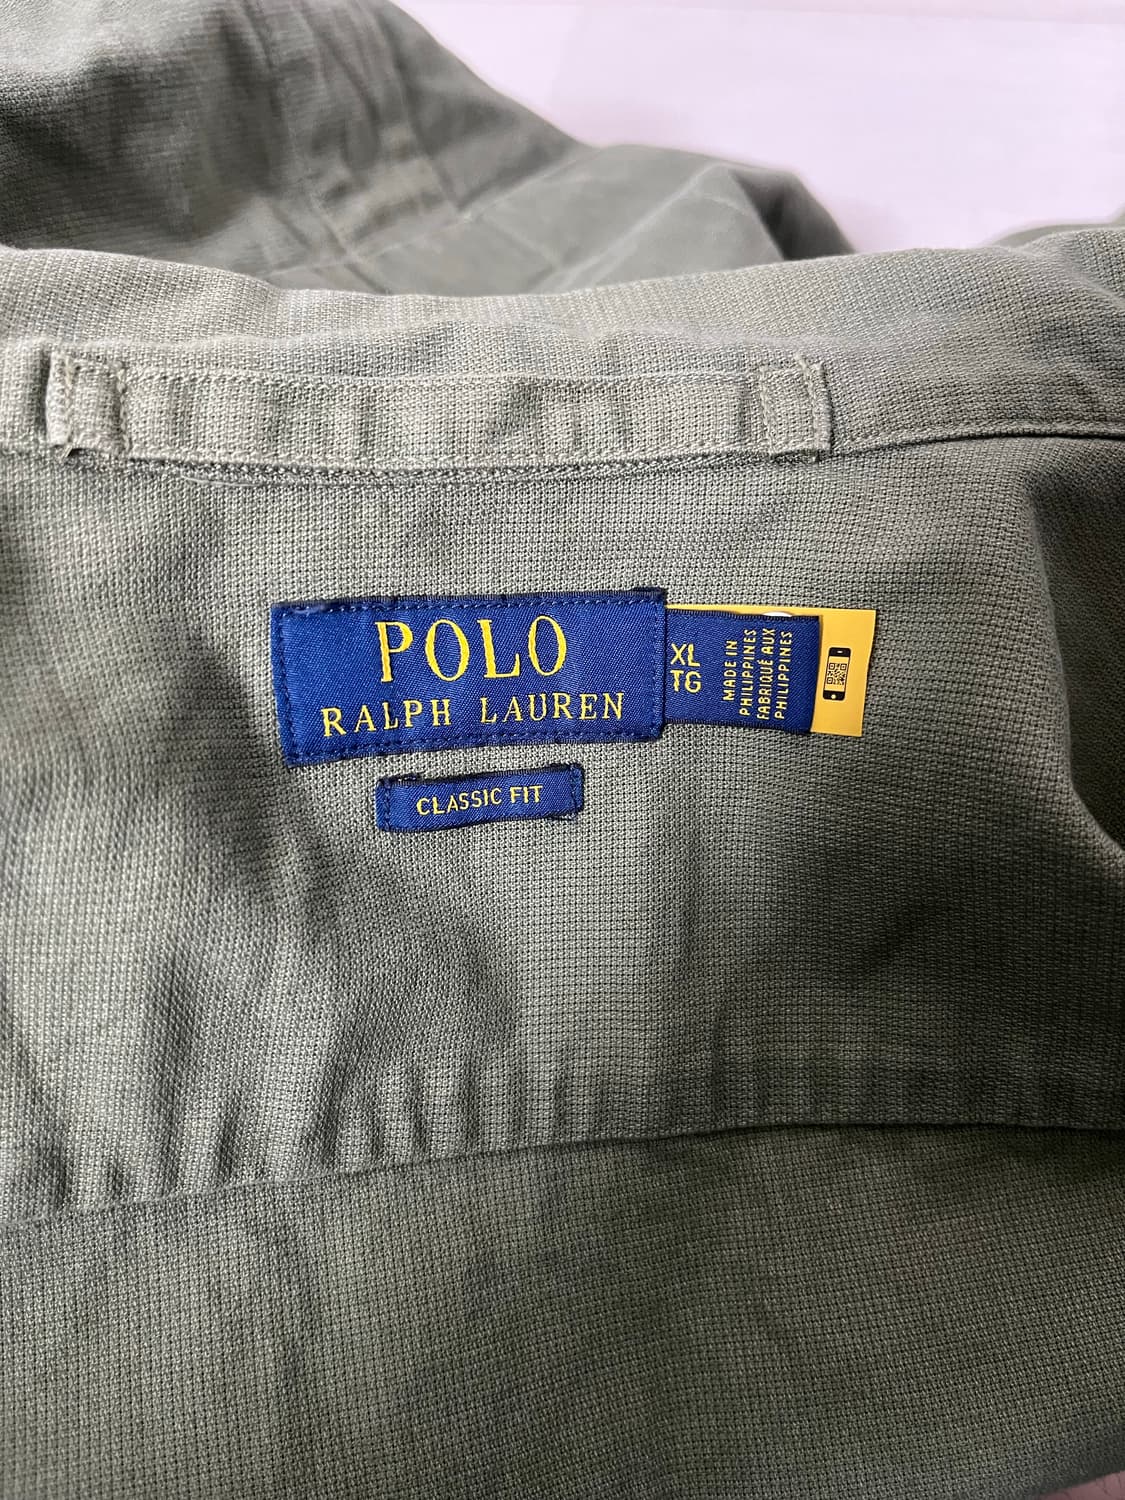 POLO
RALPH LAUREN
XL
TG
MADE IN
PHILIPPINES
FABRIQUÉ AUX
PHILIPPINES
CLASSIC FIT